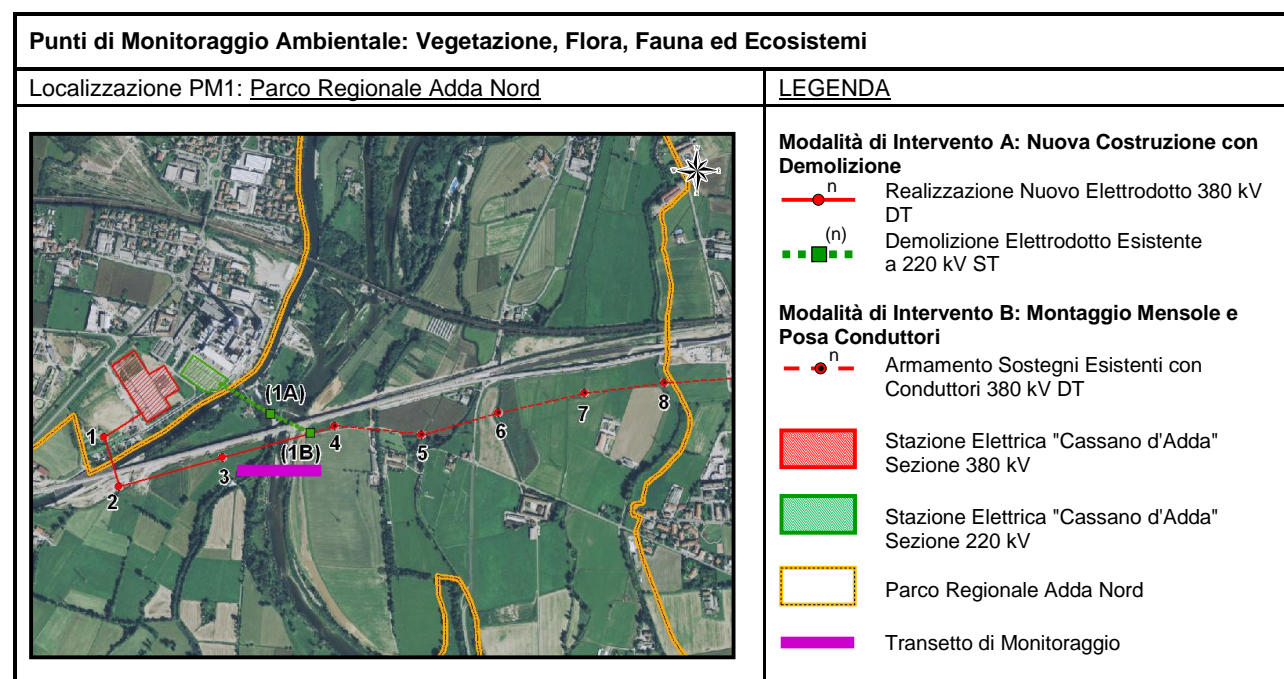 Punti di Monitoraggio Ambientale: Vegetazione, Flora, Fauna ed Ecosistemi
Localizzazione PM1: Parco Regionale Adda Nord
LEGENDA
Modalità di Intervento A: Nuova Costruzione con
Demolizione
n
Realizzazione Nuovo Elettrodotto 380 kV
DT
(n)
Demolizione Elettrodotto Esistente
a 220 kV ST
Modalità di Intervento B: Montaggio Mensole e
Posa Conduttori
n
Armamento Sostegni Esistenti con
Conduttori 380 kV DT
Stazione Elettrica "Cassano d'Adda"
Sezione 380 kV
Stazione Elettrica "Cassano d'Adda"
Sezione 220 kV
Parco Regionale Adda Nord
Transetto di Monitoraggio
(1A)
(1B)
1
2
3
4
5
6
7
8